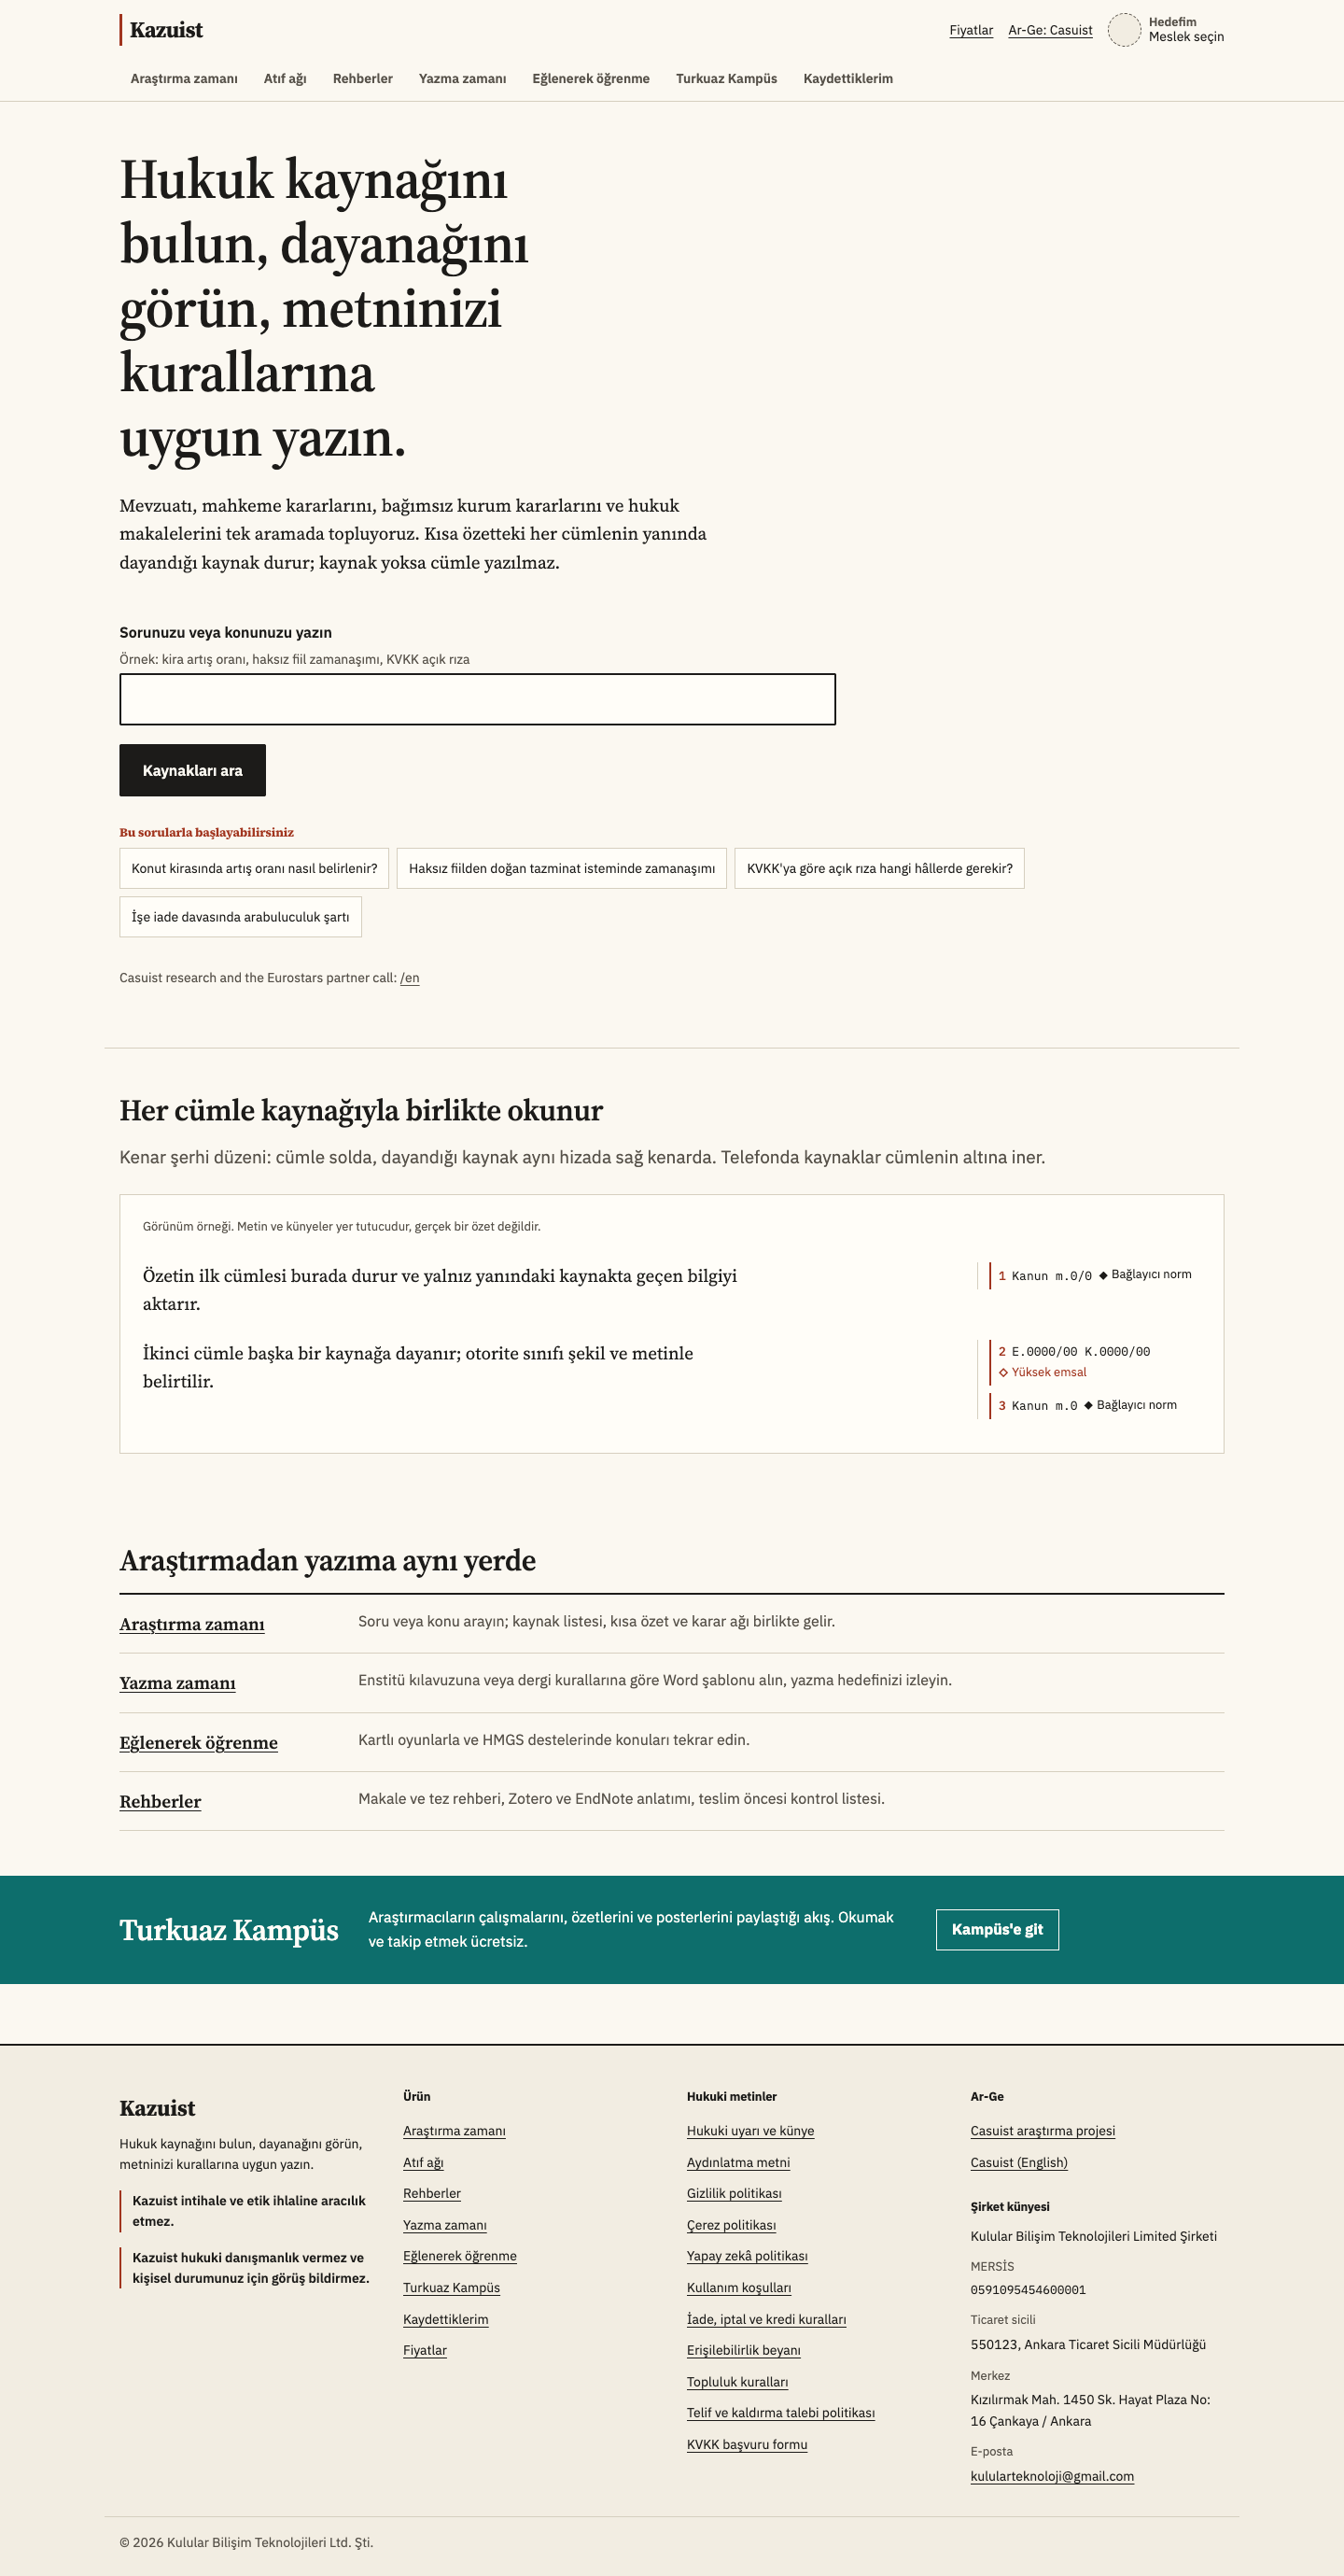 Kazuist
Fiyatlar
Ar-Ge: Casuist
Hedefim
Meslek seçin
Araştırma zamanı
Atıf ağı
Rehberler
Yazma zamanı
Eğlenerek öğrenme
Turkuaz Kampüs
Kaydettiklerim
Hukuk kaynağını
bulun, dayanağını
görün, metninizi
kurallarına
uygun yazın.
Mevzuatı, mahkeme kararlarını, bağımsız kurum kararlarını ve hukuk
makalelerini tek aramada topluyoruz. Kısa özetteki her cümlenin yanında
dayandığı kaynak durur; kaynak yoksa cümle yazılmaz.
Sorunuzu veya konunuzu yazın
Örnek: kira artış oranı, haksız fiil zamanaşımı, KVKK açık rıza
Kaynakları ara
Bu sorularla başlayabilirsiniz
Konut kirasında artış oranı nasıl belirlenir?
Haksız fiilden doğan tazminat isteminde zamanaşımı
KVKK'ya göre açık rıza hangi hâllerde gerekir?
İşe iade davasında arabuluculuk şartı
Casuist research and the Eurostars partner call: /en
Her cümle kaynağıyla birlikte okunur
Kenar şerhi düzeni: cümle solda, dayandığı kaynak aynı hizada sağ kenarda. Telefonda kaynaklar cümlenin altına iner.
Görünüm örneği. Metin ve künyeler yer tutucudur, gerçek bir özet değildir.
Özetin ilk cümlesi burada durur ve yalnız yanındaki kaynakta geçen bilgiyi
aktarır.
1 Kanun m.0/0 ◆ Bağlayıcı norm
İkinci cümle başka bir kaynağa dayanır; otorite sınıfı şekil ve metinle
belirtilir.
2 E.0000/00 K.0000/00
◇ Yüksek emsal
3 Kanun m.0 ◆ Bağlayıcı norm
Araştırmadan yazıma aynı yerde
Araştırma zamanı
Soru veya konu arayın; kaynak listesi, kısa özet ve karar ağı birlikte gelir.
Yazma zamanı
Enstitü kılavuzuna veya dergi kurallarına göre Word şablonu alın, yazma hedefinizi izleyin.
Eğlenerek öğrenme
Kartlı oyunlarla ve HMGS destelerinde konuları tekrar edin.
Rehberler
Makale ve tez rehberi, Zotero ve EndNote anlatımı, teslim öncesi kontrol listesi.
Turkuaz Kampüs
Araştırmacıların çalışmalarını, özetlerini ve posterlerini paylaştığı akış. Okumak
ve takip etmek ücretsiz.
Kampüs'e git
Kazuist
Hukuk kaynağını bulun, dayanağını görün,
metninizi kurallarına uygun yazın.
Kazuist intihale ve etik ihlaline aracılık
etmez.
Kazuist hukuki danışmanlık vermez ve
kişisel durumunuz için görüş bildirmez.
Ürün
Araştırma zamanı
Atıf ağı
Rehberler
Yazma zamanı
Eğlenerek öğrenme
Turkuaz Kampüs
Kaydettiklerim
Fiyatlar
Hukuki metinler
Hukuki uyarı ve künye
Aydınlatma metni
Gizlilik politikası
Çerez politikası
Yapay zekâ politikası
Kullanım koşulları
İade, iptal ve kredi kuralları
Erişilebilirlik beyanı
Topluluk kuralları
Telif ve kaldırma talebi politikası
KVKK başvuru formu
Ar-Ge
Casuist araştırma projesi
Casuist (English)
Şirket künyesi
Kulular Bilişim Teknolojileri Limited Şirketi
MERSİS
0591095454600001
Ticaret sicili
550123, Ankara Ticaret Sicili Müdürlüğü
Merkez
Kızılırmak Mah. 1450 Sk. Hayat Plaza No:
16 Çankaya / Ankara
E-posta
kulularteknoloji@gmail.com
© 2026 Kulular Bilişim Teknolojileri Ltd. Şti.